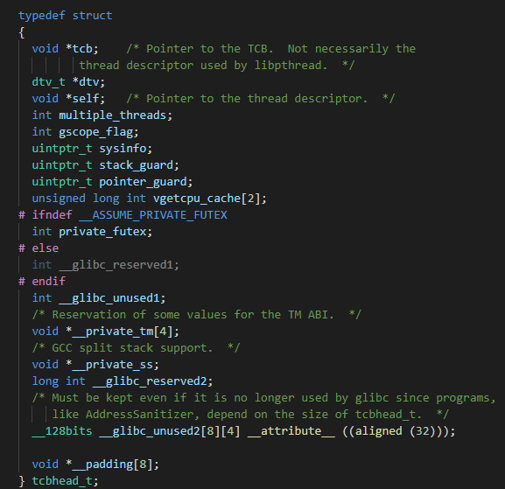 typedef struct
{
void *tcb; /* Pointer to the TCB. Not necessarily the
thread descriptor used by libpthread. */
dtv_t *dtv;
void *self; /* Pointer to the thread descriptor. */
int multiple_threads;
int gscope_flag;
uintptr_t sysinfo;
uintptr_t stack_guard;
uintptr_t pointer_guard;
unsigned long int vgetcpu_cache[2];
# ifndef __ASSUME_PRIVATE_FUTEX
int private_futex;
# else
int __glibc_reserved1;
# endif
int __glibc_unused1;
/* Reservation of some values for the TM ABI. */
void *__private_tm[4];
/* GCC split stack support. */
void *__private_ss;
long int __glibc_reserved2;
/* Must be kept even if it is no longer used by glibc since programs,
like AddressSanitizer, depend on the size of tcbhead_t. */
__128bits __glibc_unused2[8][4] __attribute__ ((aligned (32)));
void *__padding[8];
} tcbhead_t;